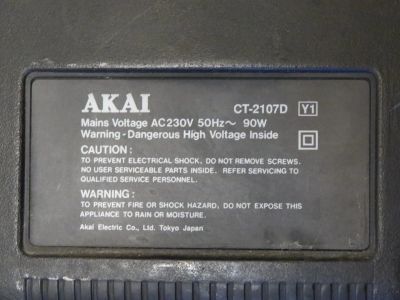 AKAI CT-2107D Y1
Mains Voltage AC230V 50Hz~ 90W
Warning-Dangerous High Voltage Inside
CAUTION:
TO PREVENT ELECTRICAL SHOCK, DO NOT REMOVE SCREWS.
NO USER SERVICEABLE PARTS INSIDE. REFER SERVICING TO
QUALIFIED SERVICE PERSONNEL.
WARNING:
TO PREVENT FIRE OR SHOCK HAZARD, DO NOT EXPOSE THIS
APPLIANCE TO RAIN OR MOISTURE.
Akai Electric Co., Ltd. Tokyo Japan